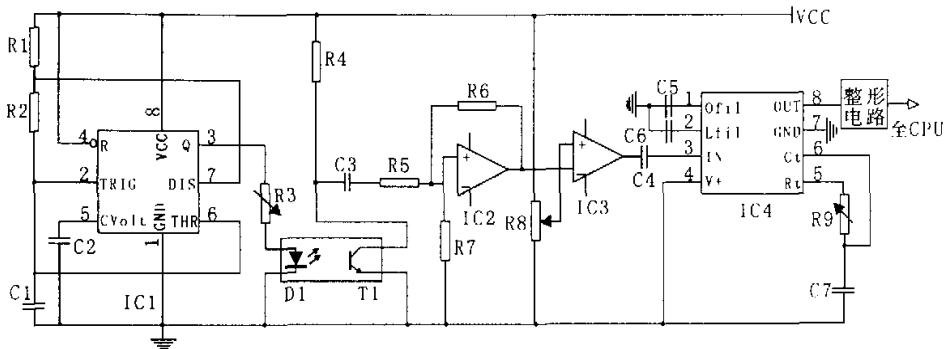 VCC
R1
R2
R4
R6
C5
整形
电路
至CPU
8
VCC
4
R
Q
3
2
TRIG
DIS
7
5
CVolt
THR
6
GND
1
C2
C1
IC1
R3
D1
T1
C3
R5
+
-
IC2
R7
R8
+
-
IC3
C6
C4
1
Ofil
OUT
8
2
Lfil
GND
7
3
IN
Ct
6
4
V+
Rt
5
IC4
R9
C7